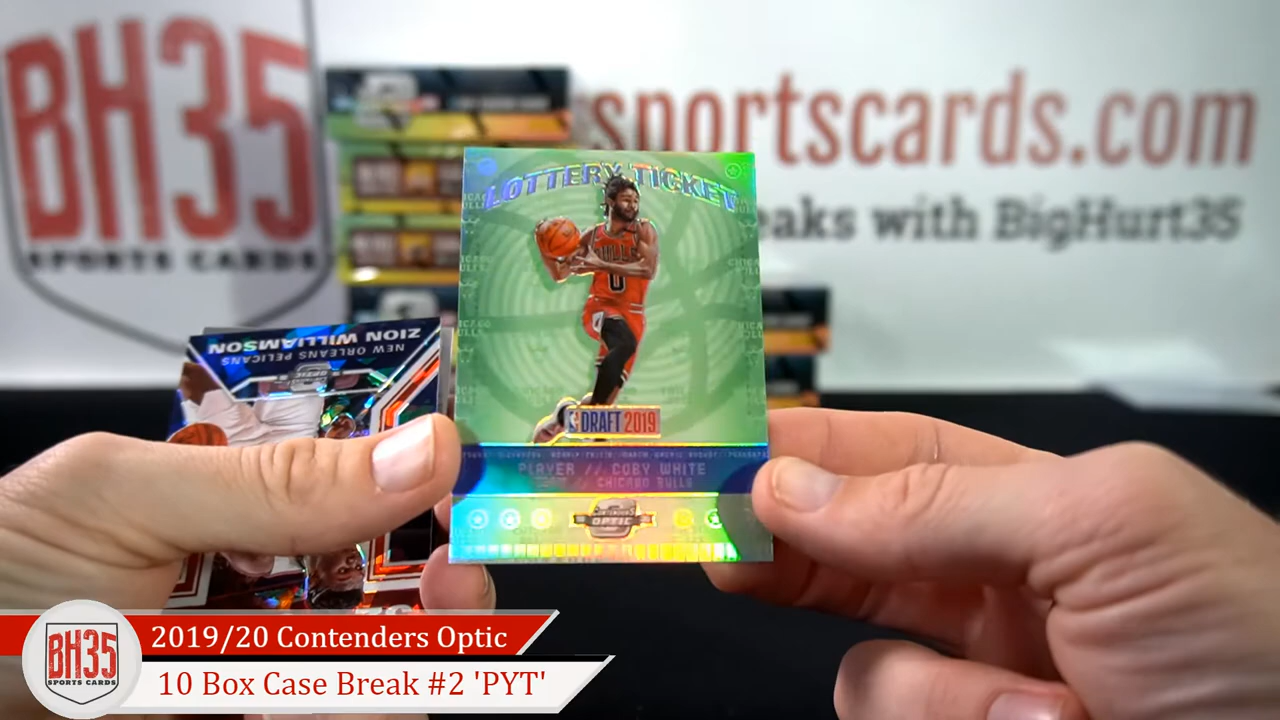 BH35
SPORTS CARDS
sportscards.com
eaks with BigHurt35
LOTTERY TICKET
BULLS
0
DRAFT 2019
PLAYER // COBY WHITE
CHICAGO BULLS
CONTENDERS
OPTIC
ZION WILLIAMSON
NEW ORLEANS PELICANS
OPTIC
BH35
SPORTS CARDS
2019/20 Contenders Optic
10 Box Case Break #2 'PYT'